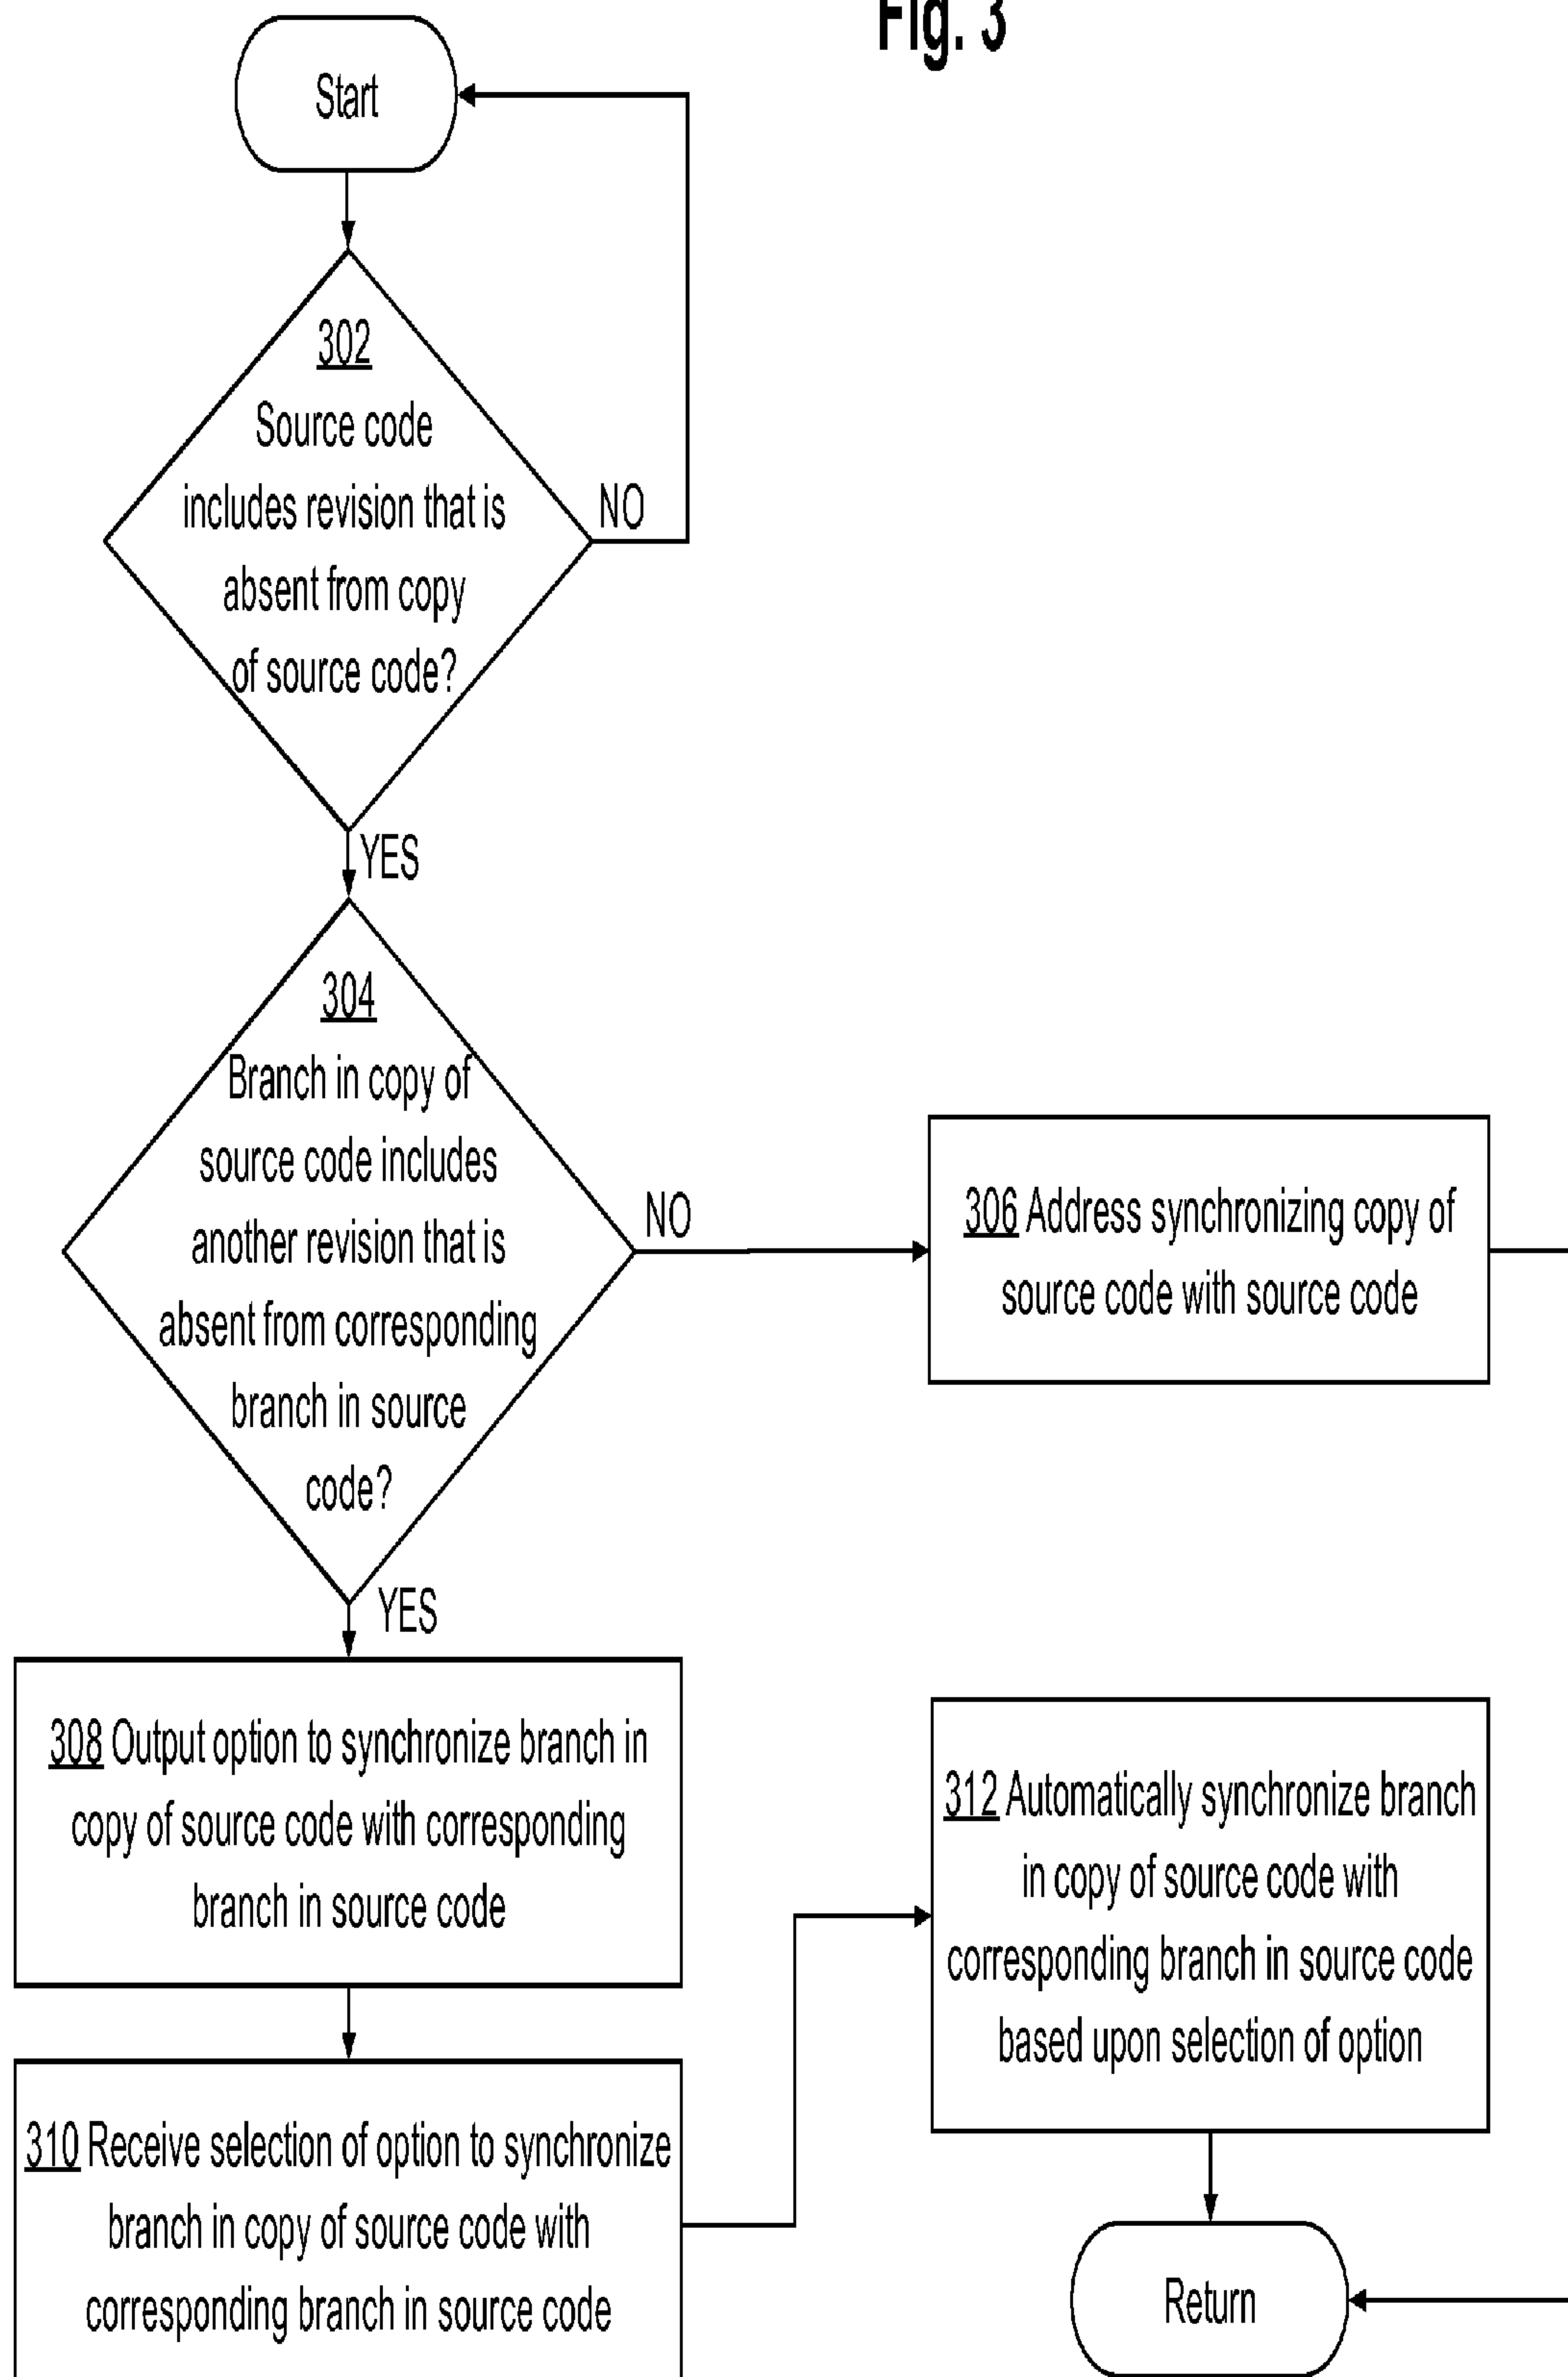 Fig. 3
Start
302
Source code
includes revision that is
absent from copy
of source code?
NO
YES
304
Branch in copy of
source code includes
another revision that is
absent from corresponding
branch in source
code?
NO
306 Address synchronizing copy of
source code with source code
YES
308 Output option to synchronize branch in
copy of source code with corresponding
branch in source code
310 Receive selection of option to synchronize
branch in copy of source code with
corresponding branch in source code
312 Automatically synchronize branch
in copy of source code with
corresponding branch in source code
based upon selection of option
Return